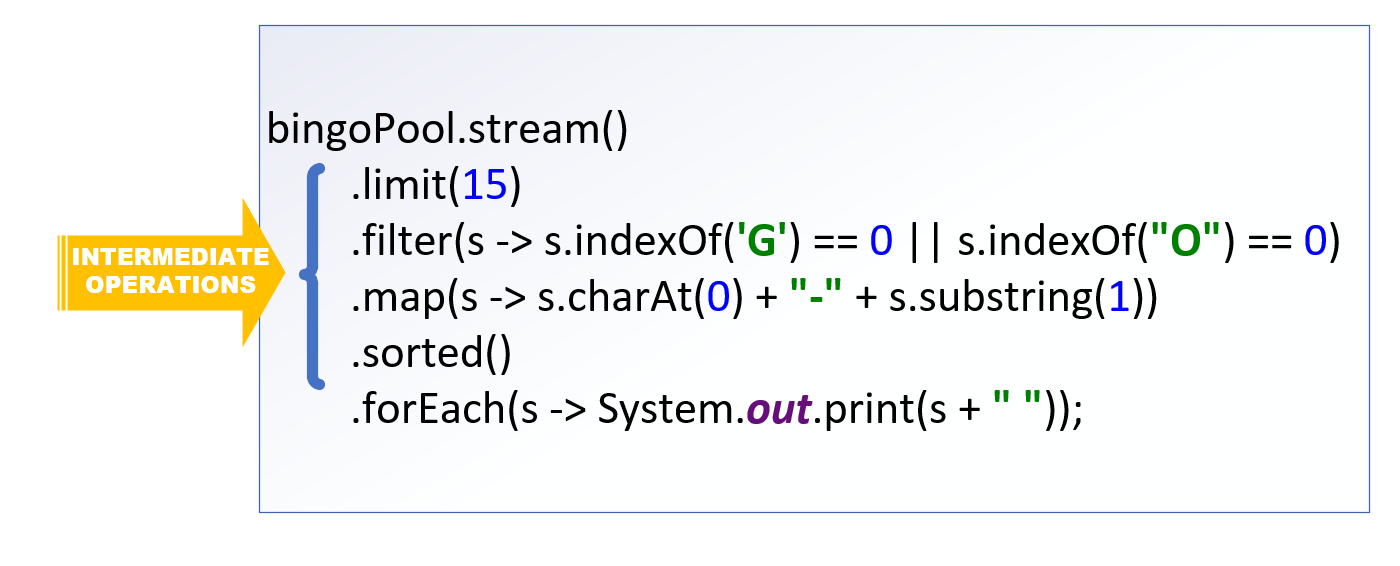 bingoPool.stream()
.limit(15)
.filter(s -> s.indexOf('G') == 0 || s.indexOf("O") == 0)
.map(s -> s.charAt(0) + "-" + s.substring(1))
.sorted()
.forEach(s -> System.out.print(s + " "));
INTERMEDIATE
OPERATIONS